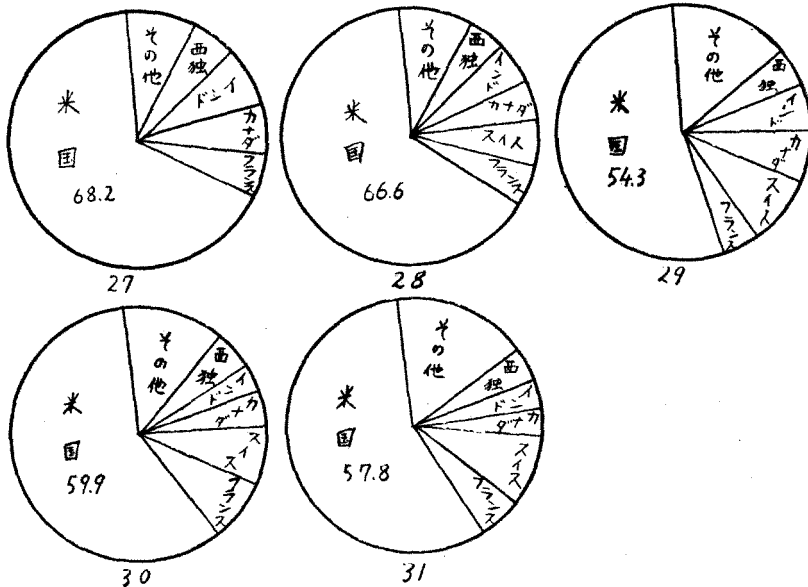 その他
西独
インド
カナダ
フランス
米国
68.2
27
その他
西独
インド
カナダ
スイス
フランス
米国
66.6
28
その他
西独
インド
カナダ
スイス
フランス
米国
54.3
29
その他
西独
インド
カナダ
スイス
フランス
米国
59.9
30
その他
西独
インド
カナダ
スイス
フランス
米国
57.8
31